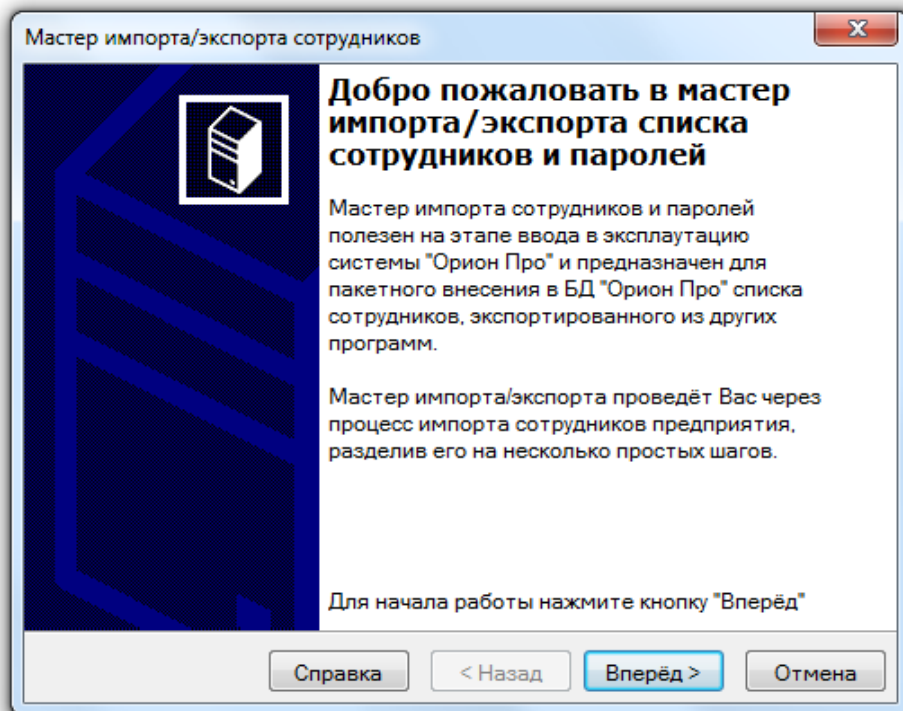 Мастер импорта/экспорта сотрудников
Добро пожаловать в мастер
импорта/экспорта списка
сотрудников и паролей
Мастер импорта сотрудников и паролей
полезен на этапе ввода в эксплаутацию
системы "Орион Про" и предназначен для
пакетного внесения в БД "Орион Про" списка
сотрудников, экспортированного из других
программ.
Мастер импорта/экспорта проведёт Вас через
процесс импорта сотрудников предприятия,
разделив его на несколько простых шагов.
Для начала работы нажмите кнопку "Вперёд"
Справка < Назад Вперёд > Отмена